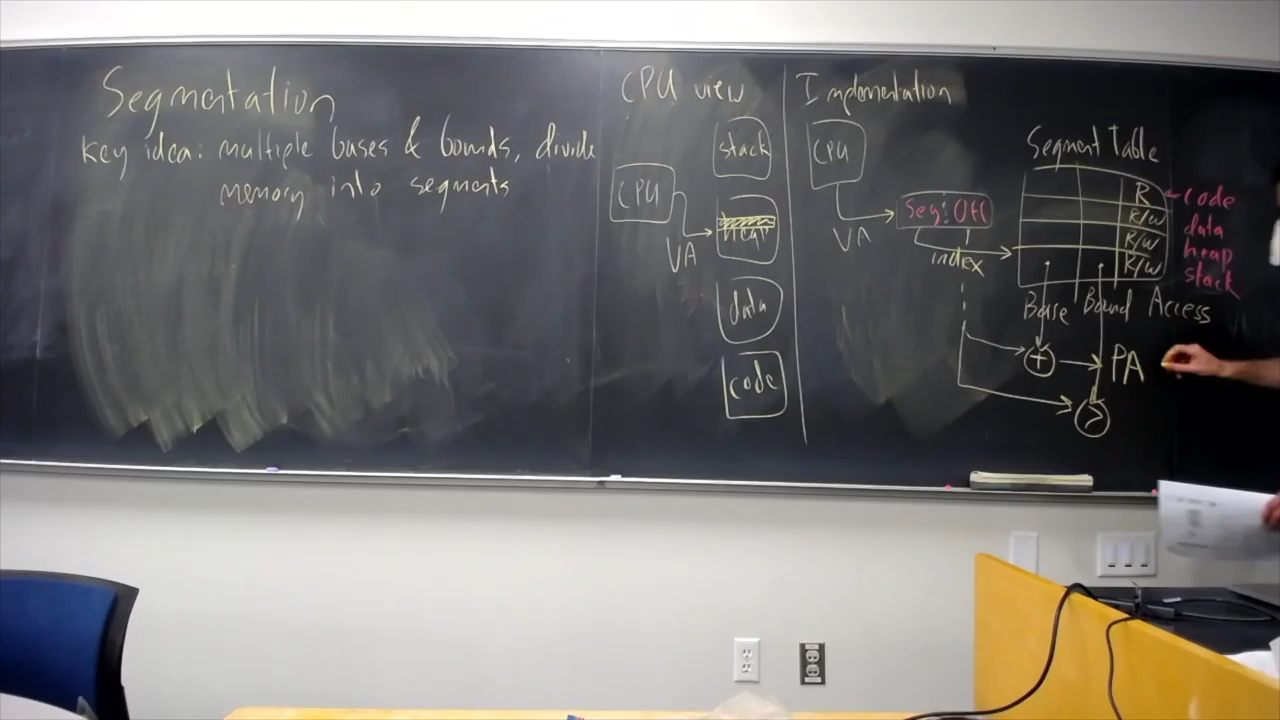 Segmentation
Key idea: multiple bases & bounds, divide
memory into segments
CPU view
stack
CPU
VA
heap
data
code
Implementation
CPU
VA
Seg: Off
index
Segment Table
R
R/W
R/W
R/W
code
data
heap
stack
Base Bound Access
+
PA
>